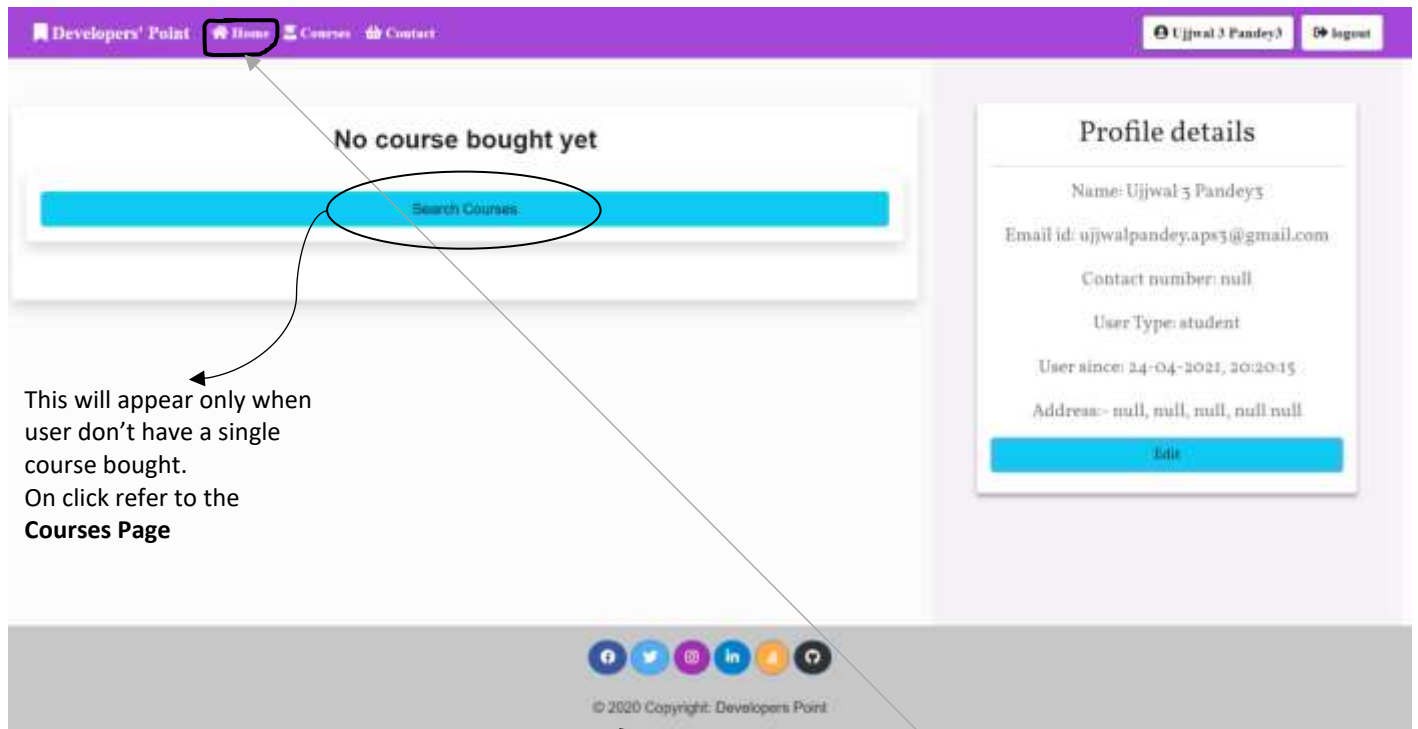 Developers' Point Home Courses Contact Ujjwal 3 Pandey3 logout
No course bought yet
Search Courses
This will appear only when
user don't have a single
course bought.
On click refer to the
Courses Page
Profile details
Name: Ujjwal 3 Pandey3
Email id: ujjwalpandey.aps3@gmail.com
Contact number: null
User Type: student
User since: 24-04-2021, 20:20:15
Address:- null, null, null, null null
Edit
© 2020 Copyright: Developers Point